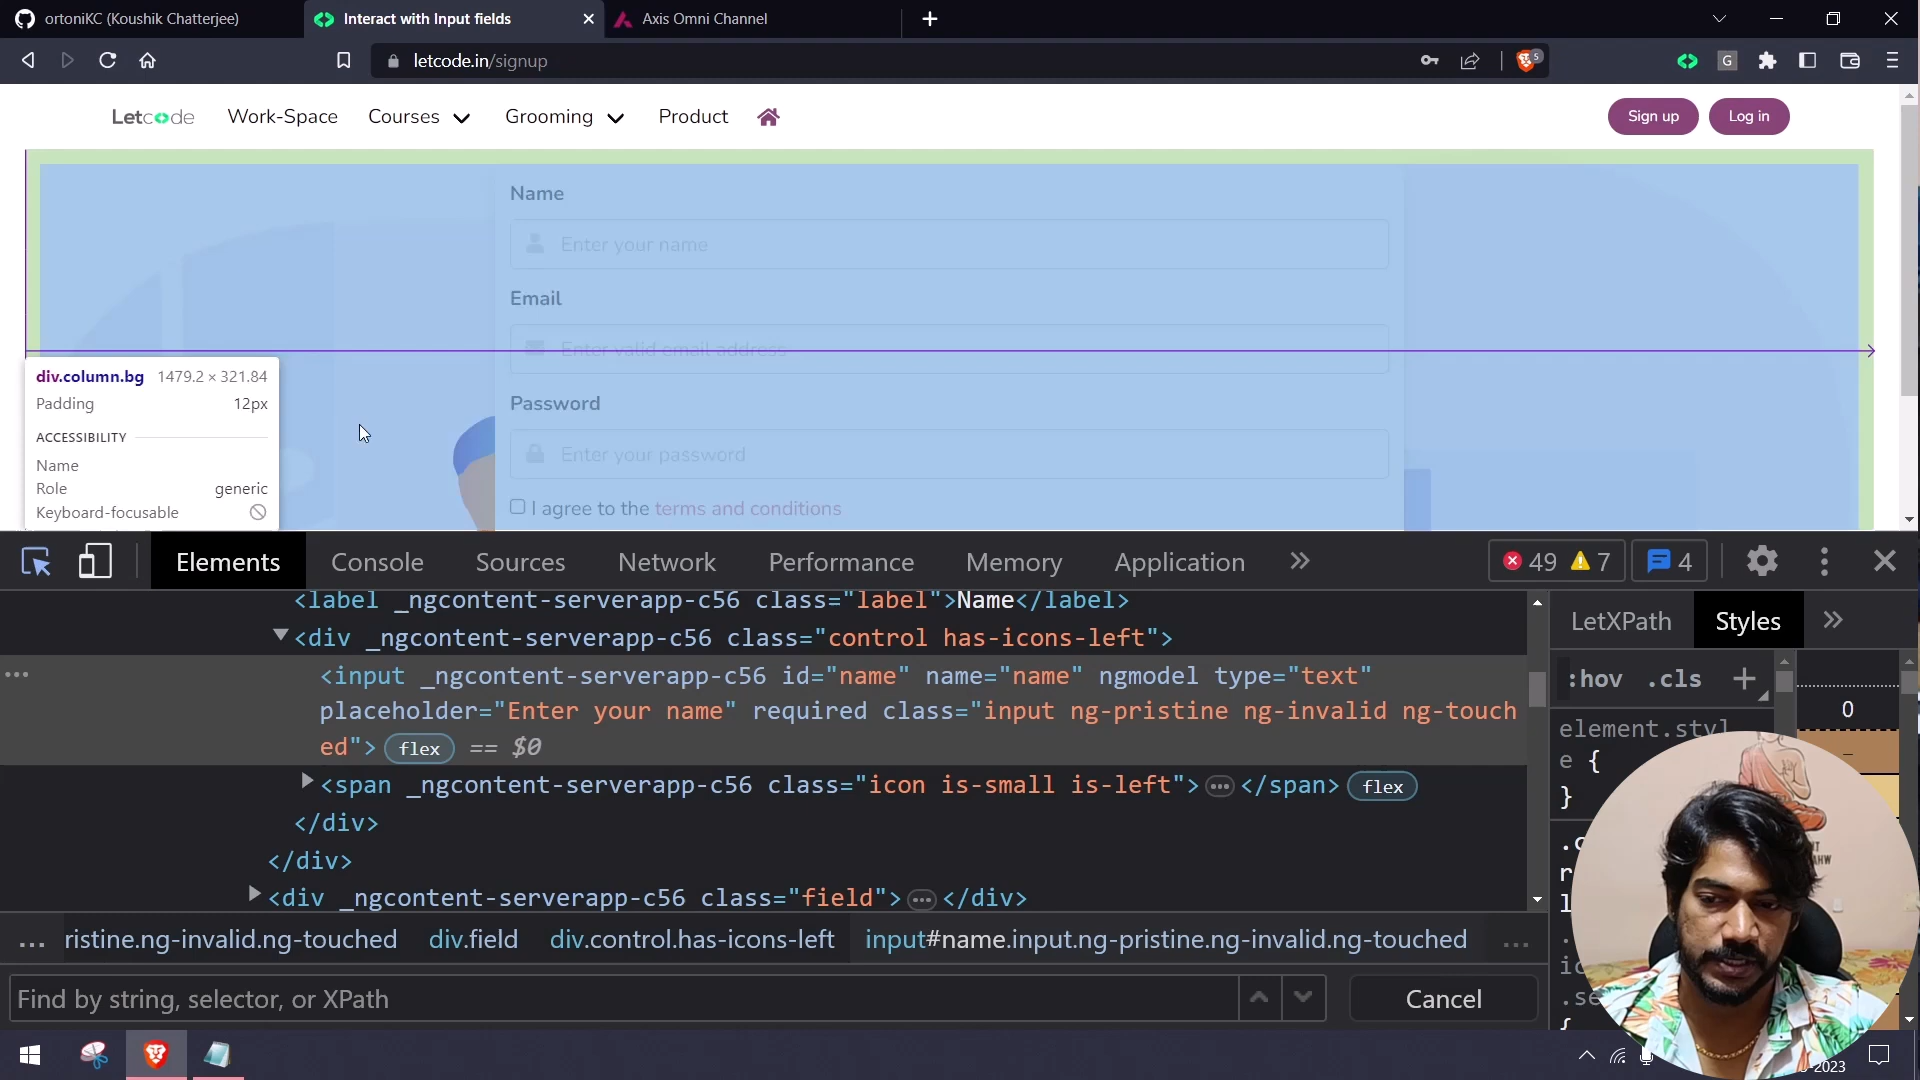 ortoniKC (Koushik Chatterjee)
Interact with Input fields
Axis Omni Channel
letcode.in/signup
5
G
Letcode
Work-Space
Courses
Grooming
Product
Sign up
Log in
Name
Enter your name
Email
Enter valid email address
Password
Enter your password
I agree to the terms and conditions
div.column.bg 1479.2 × 321.84
Padding 12px
ACCESSIBILITY
Name
Role generic
Keyboard-focusable
Elements
Console
Sources
Network
Performance
Memory
Application
49 7
4
<label _ngcontent-serverapp-c56 class="label">Name</label>
<div _ngcontent-serverapp-c56 class="control has-icons-left">
<input _ngcontent-serverapp-c56 id="name" name="name" ngmodel type="text"
placeholder="Enter your name" required class="input ng-pristine ng-invalid ng-touch
ed"> flex == $0
<span _ngcontent-serverapp-c56 class="icon is-small is-left"> … </span> flex
</div>
</div>
<div _ngcontent-serverapp-c56 class="field"> … </div>
... ristine.ng-invalid.ng-touched div.field div.control.has-icons-left input#name.input.ng-pristine.ng-invalid.ng-touched ...
Find by string, selector, or XPath
Cancel
LetXPath
Styles
:hov .cls +
0
element.styl
e {
}
-2023